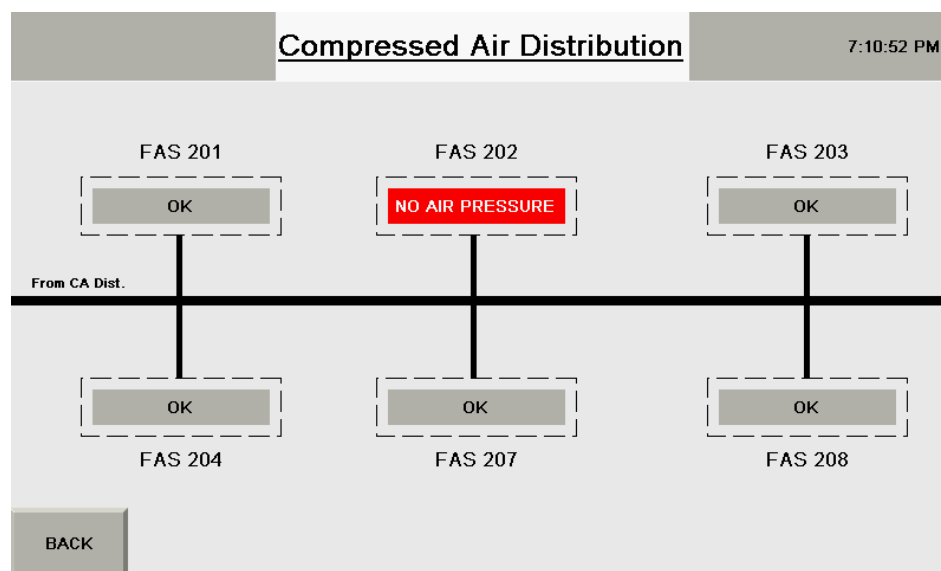 Compressed Air Distribution
7:10:52 PM
FAS 201
FAS 202
FAS 203
OK
NO AIR PRESSURE
OK
From CA Dist.
OK
OK
OK
FAS 204
FAS 207
FAS 208
BACK